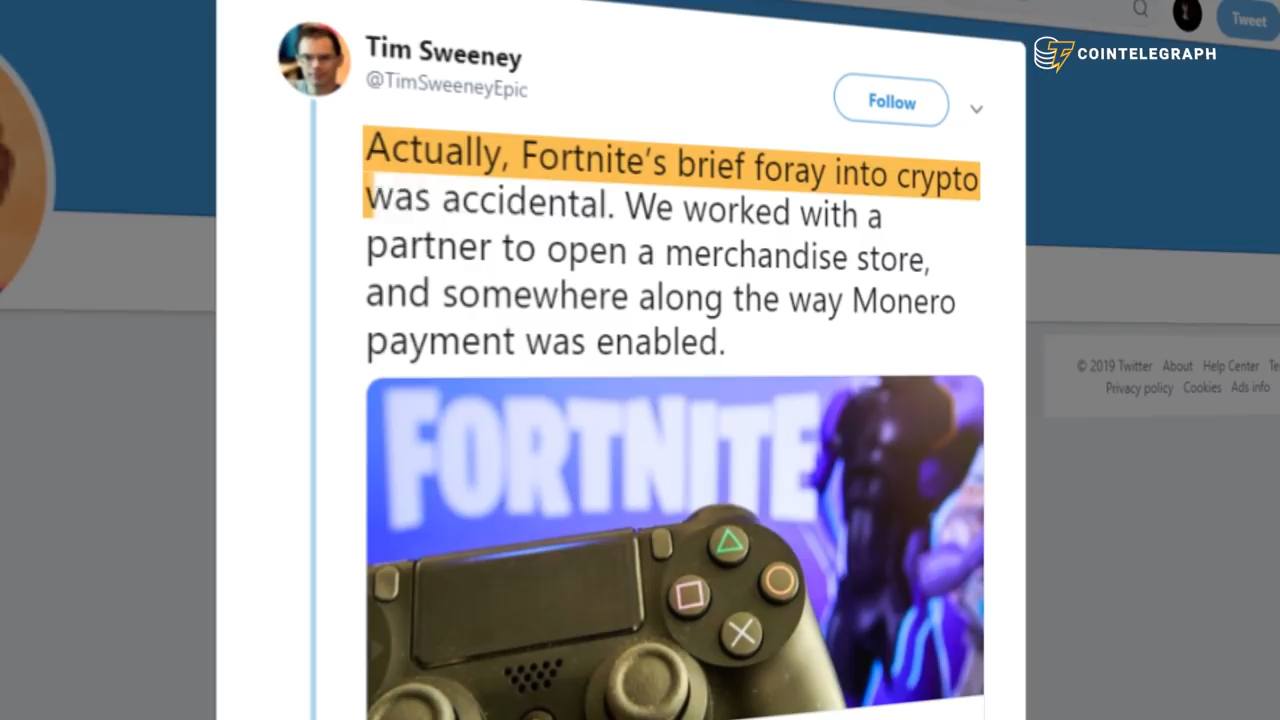 Tweet
COINTELEGRAPH
Tim Sweeney
@TimSweeneyEpic
Follow
Actually, Fortnite's brief foray into crypto
was accidental. We worked with a
partner to open a merchandise store,
and somewhere along the way Monero
payment was enabled.
© 2019 Twitter About Help Center
Privacy policy Cookies Ads info
FORTNITE